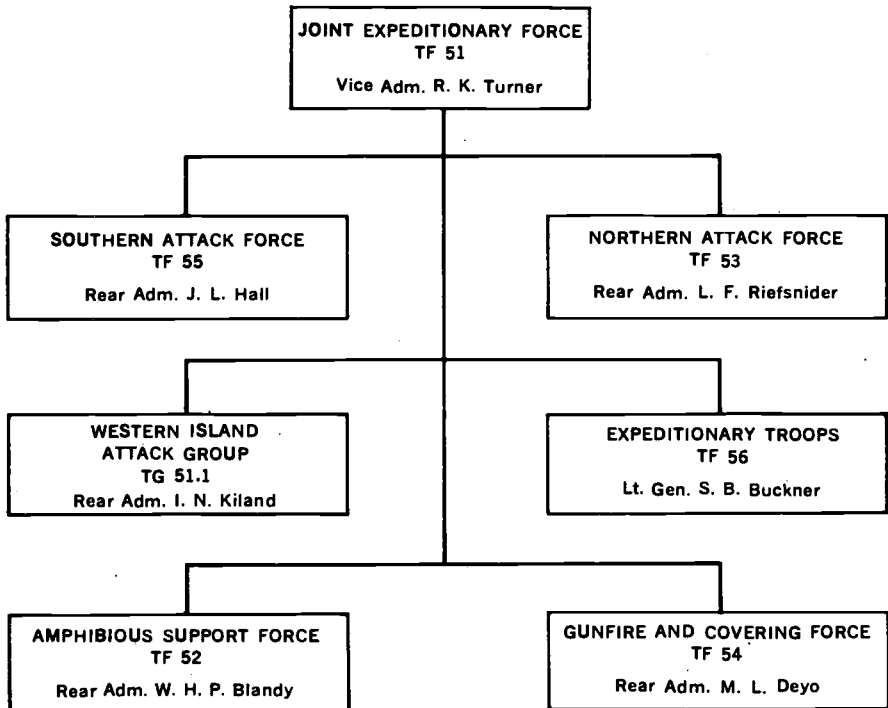 JOINT EXPEDITIONARY FORCE
TF 51
Vice Adm. R. K. Turner
SOUTHERN ATTACK FORCE
TF 55
Rear Adm. J. L. Hall
NORTHERN ATTACK FORCE
TF 53
Rear Adm. L. F. Riefsnider
WESTERN ISLAND
ATTACK GROUP
TG 51.1
Rear Adm. I. N. Kiland
EXPEDITIONARY TROOPS
TF 56
Lt. Gen. S. B. Buckner
AMPHIBIOUS SUPPORT FORCE
TF 52
Rear Adm. W. H. P. Blandy
GUNFIRE AND COVERING FORCE
TF 54
Rear Adm. M. L. Deyo